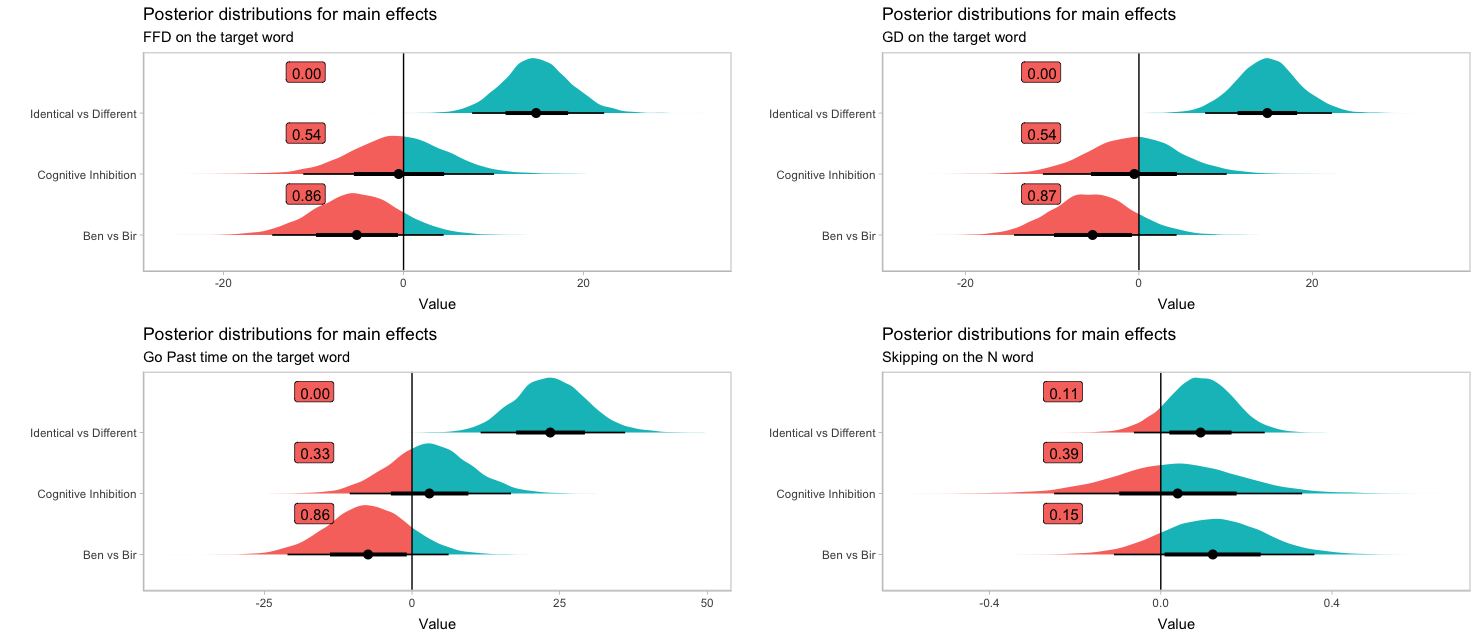 Posterior distributions for main effects
FFD on the target word
0.00
Identical vs Different
0.54
Cognitive Inhibition
0.86
Ben vs Bir
-20 0 20
Value
Posterior distributions for main effects
GD on the target word
0.00
Identical vs Different
0.54
Cognitive Inhibition
0.87
Ben vs Bir
-20 0 20
Value
Posterior distributions for main effects
Go Past time on the target word
0.00
Identical vs Different
0.33
Cognitive Inhibition
0.86
Ben vs Bir
-25 0 25 50
Value
Posterior distributions for main effects
Skipping on the N word
0.11
Identical vs Different
0.39
Cognitive Inhibition
0.15
Ben vs Bir
-0.4 0.0 0.4
Value